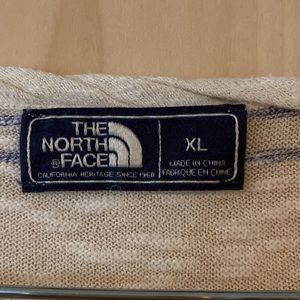 THE
NORTH
FACE
®
CALIFORNIA HERITAGE SINCE 1968
XL
MADE IN CHINA
FABRIQUÉ EN CHINE